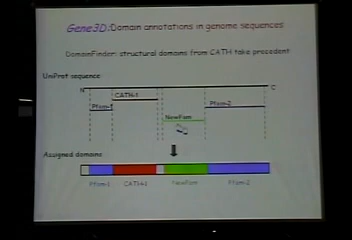 Gene3D:Domain annotations in genome sequences
DomainFinder: structural domains from CATH take precedent
UniProt sequence
N C
CATH-1
Pfam-1 Pfam-2
NewFam
Assigned domains
Pfam-1 CATH-1 NewFam Pfam-2